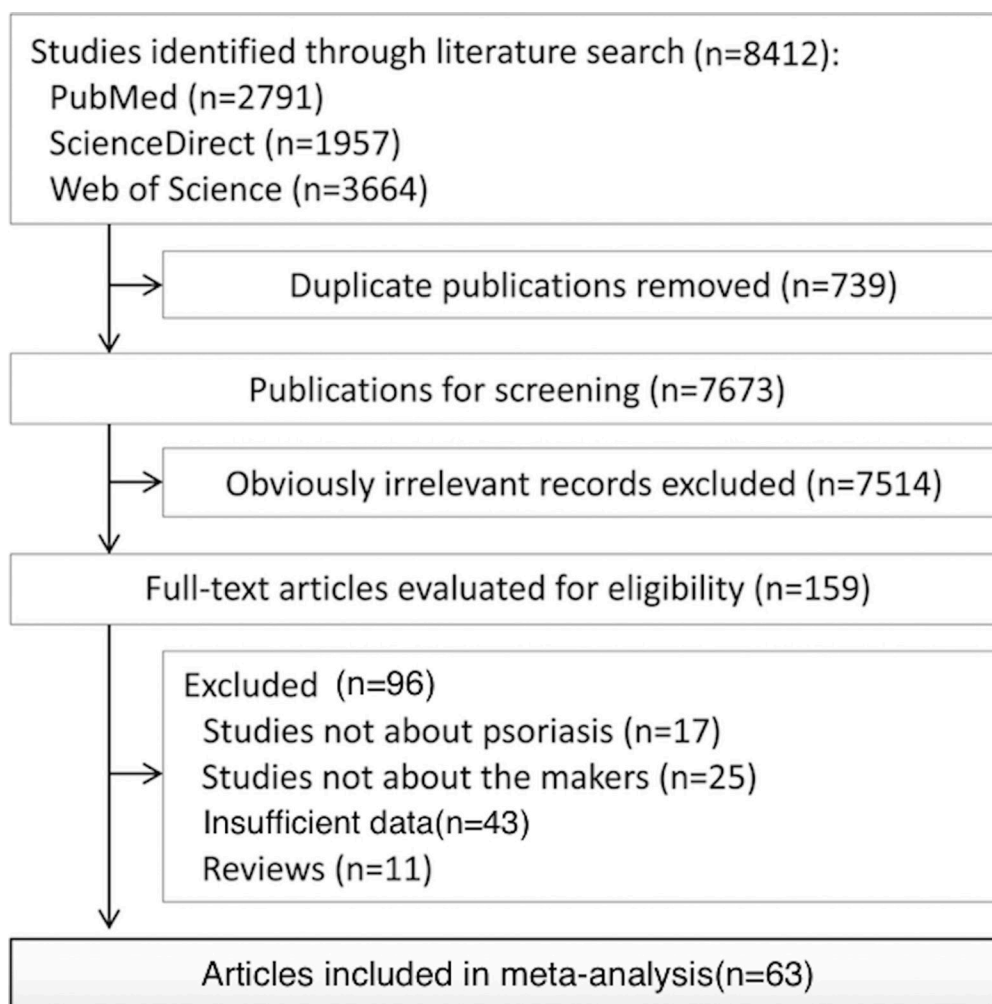 Studies identified through literature search (n=8412):
PubMed (n=2791)
ScienceDirect (n=1957)
Web of Science (n=3664)
Duplicate publications removed (n=739)
Publications for screening (n=7673)
Obviously irrelevant records excluded (n=7514)
Full-text articles evaluated for eligibility (n=159)
Excluded (n=96)
Studies not about psoriasis (n=17)
Studies not about the makers (n=25)
Insufficient data(n=43)
Reviews (n=11)
Articles included in meta-analysis(n=63)